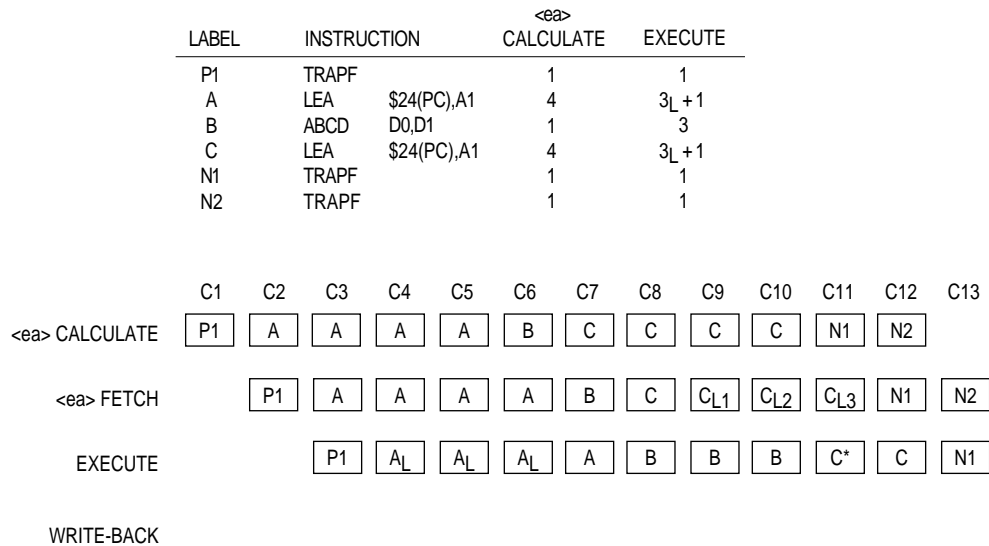 <ea>
LABEL INSTRUCTION CALCULATE EXECUTE
P1 TRAPF 1 1
A LEA $24(PC),A1 4 3L + 1
B ABCD D0,D1 1 3
C LEA $24(PC),A1 4 3L + 1
N1 TRAPF 1 1
N2 TRAPF 1 1
C1 C2 C3 C4 C5 C6 C7 C8 C9 C10 C11 C12 C13
<ea> CALCULATE P1 A A A A B C C C C N1 N2
<ea> FETCH P1 A A A A B C CL1 CL2 CL3 N1 N2
EXECUTE P1 AL AL AL A B B B C* C N1
WRITE-BACK